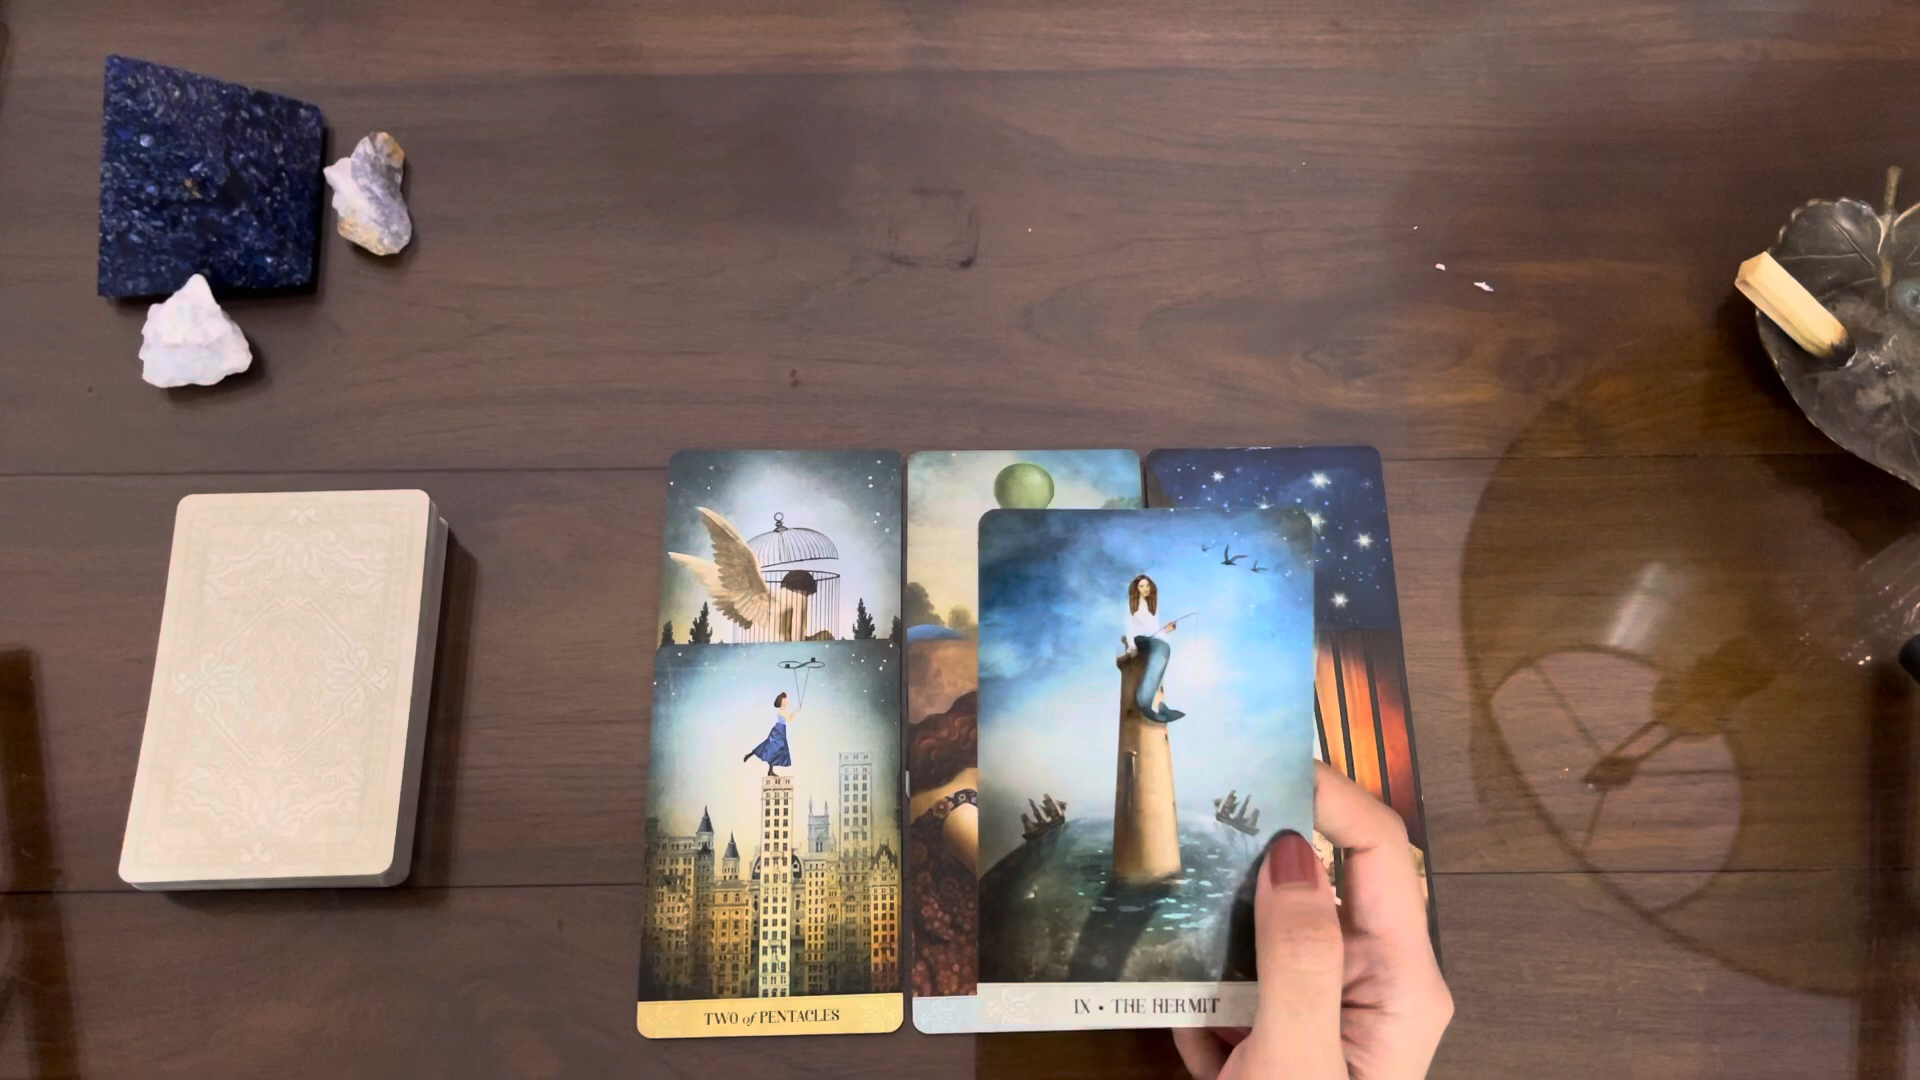 TWO of PENTACLES
IX • THE HERMIT